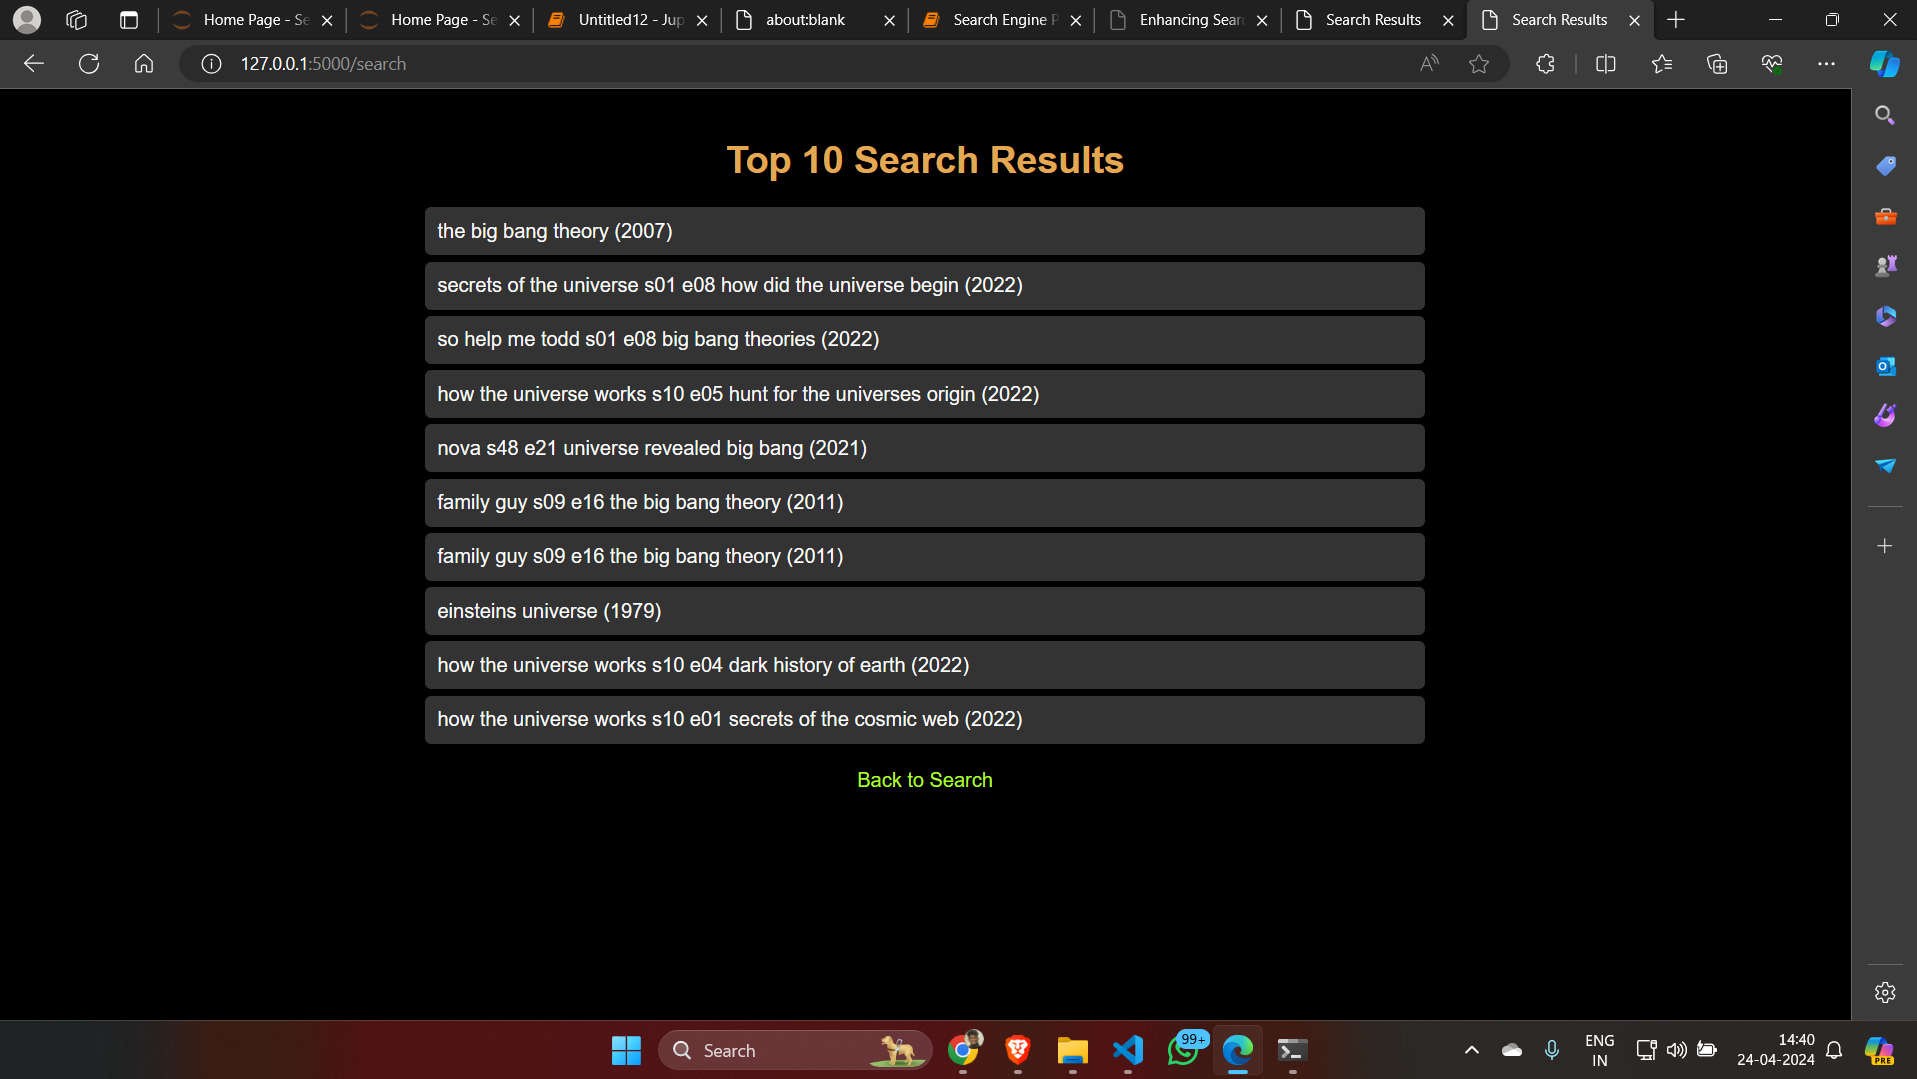 Home Page - Se
Home Page - Se
Untitled12 - Jup
about:blank
Search Engine P
Enhancing Sear
Search Results
Search Results
127.0.0.1:5000/search
Top 10 Search Results
the big bang theory (2007)
secrets of the universe s01 e08 how did the universe begin (2022)
so help me todd s01 e08 big bang theories (2022)
how the universe works s10 e05 hunt for the universes origin (2022)
nova s48 e21 universe revealed big bang (2021)
family guy s09 e16 the big bang theory (2011)
family guy s09 e16 the big bang theory (2011)
einsteins universe (1979)
how the universe works s10 e04 dark history of earth (2022)
how the universe works s10 e01 secrets of the cosmic web (2022)
Back to Search
Search
99+
ENG
IN
14:40
24-04-2024
PRE